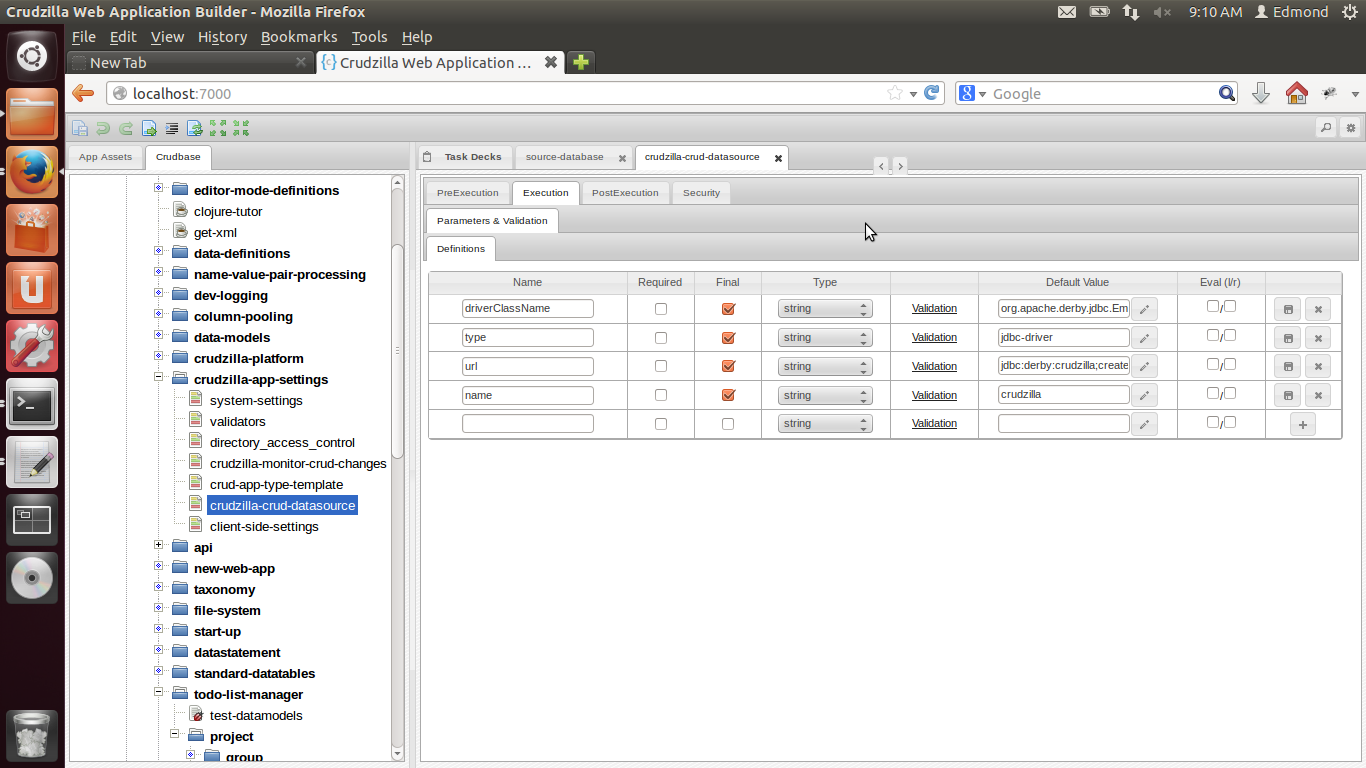 Crudzilla Web Application Builder - Mozilla Firefox
9:10 AM Edmond
File Edit View History Bookmarks Tools Help
New Tab
{c} Crudzilla Web Application ...
localhost:7000
Google
App Assets Crudbase
Task Decks source-database crudzilla-crud-datasource
editor-mode-definitions
clojure-tutor
get-xml
data-definitions
name-value-pair-processing
dev-logging
column-pooling
data-models
crudzilla-platform
crudzilla-app-settings
system-settings
validators
directory_access_control
crudzilla-monitor-crud-changes
crud-app-type-template
crudzilla-crud-datasource
client-side-settings
api
new-web-app
taxonomy
file-system
start-up
datastatement
standard-datatables
todo-list-manager
test-datamodels
project
group
PreExecution Execution PostExecution Security
Parameters & Validation
Definitions
Name Required Final Type Default Value Eval (l/r)
driverClassName string Validation org.apache.derby.jdbc.Em /
type string Validation jdbc-driver /
url string Validation jdbc:derby:crudzilla;create /
name string Validation crudzilla /
string Validation /